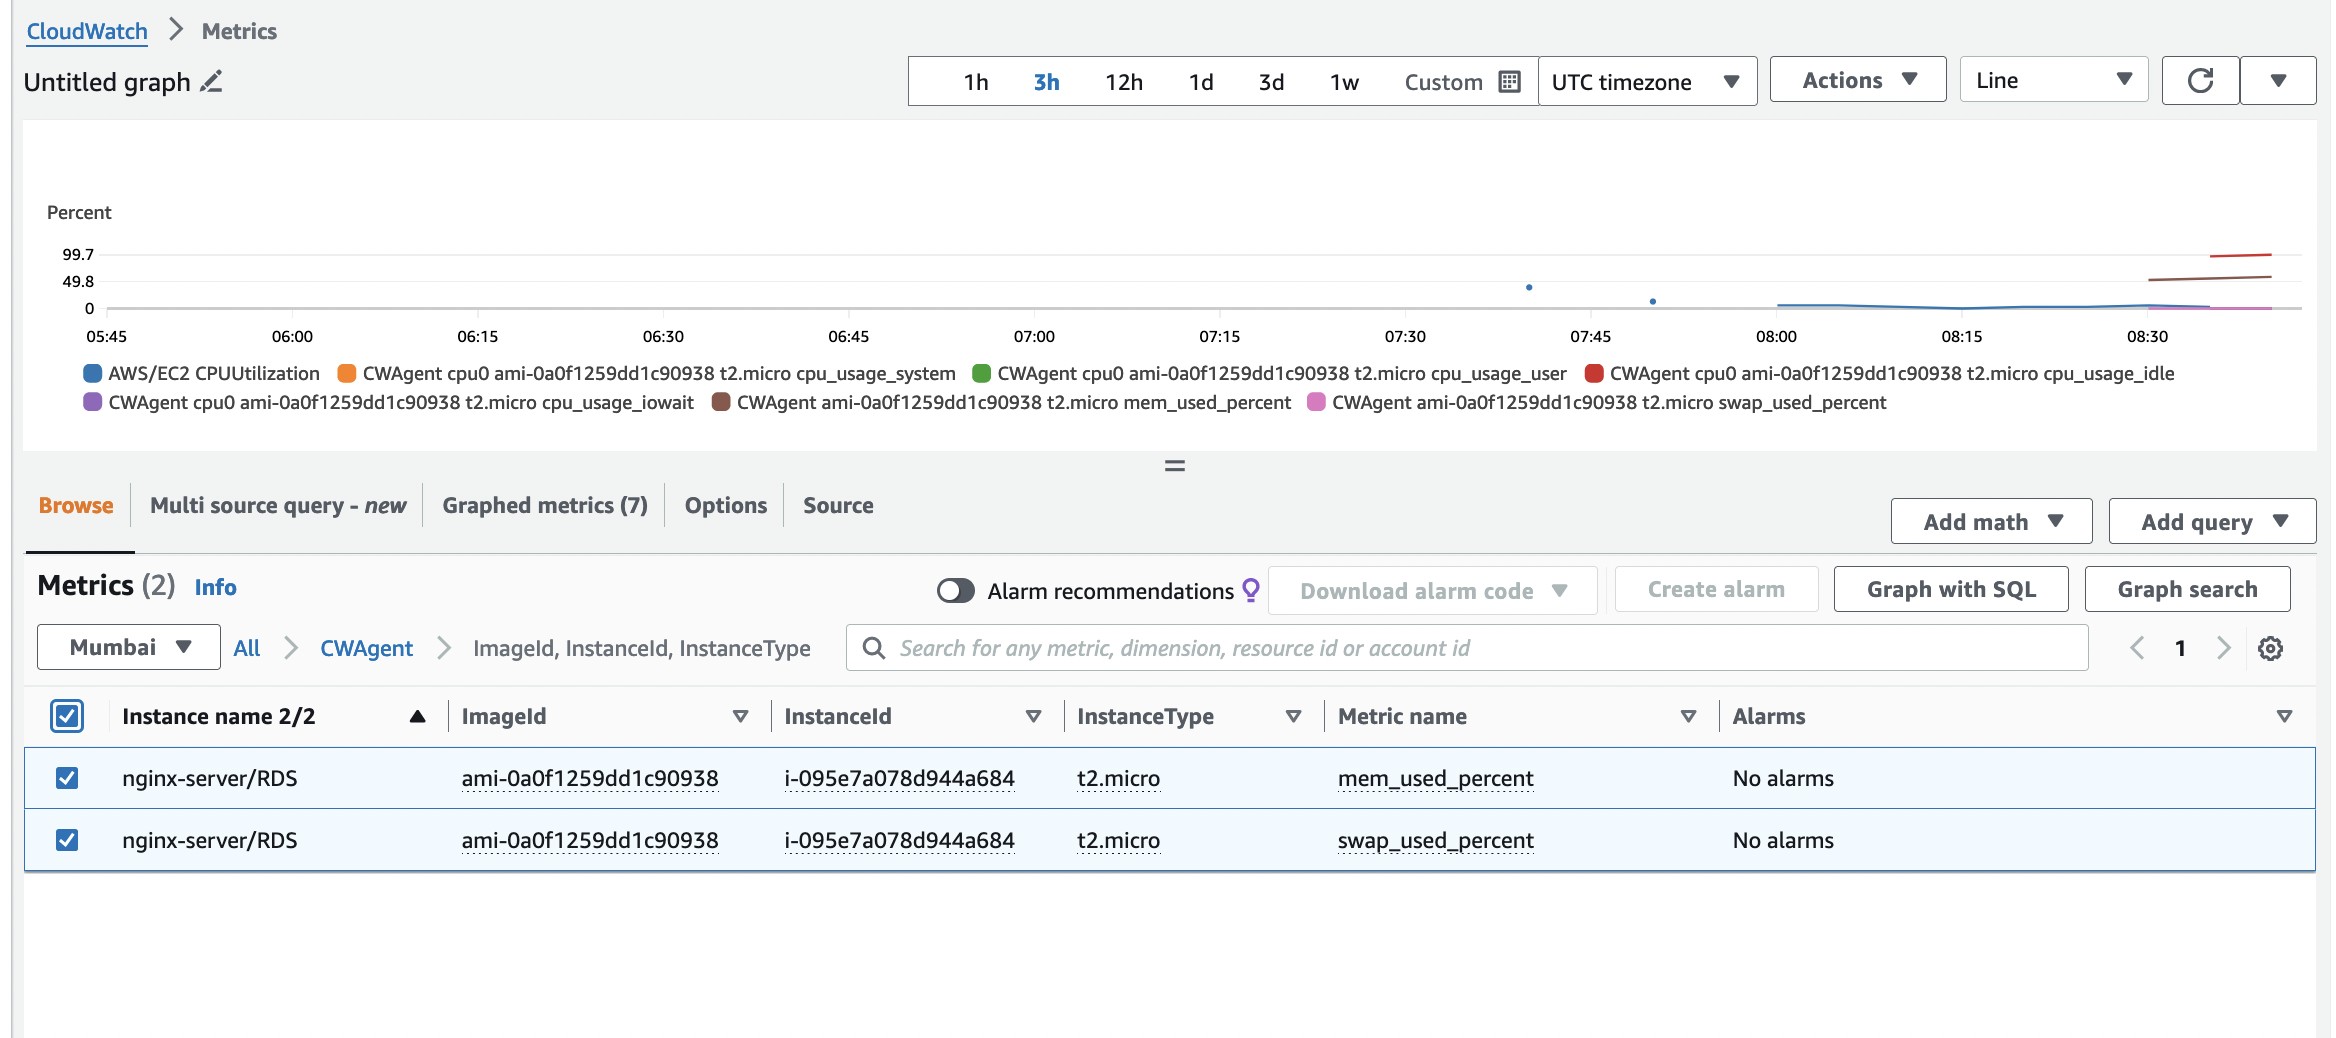 CloudWatch > Metrics
Untitled graph
1h 3h 12h 1d 3d 1w Custom UTC timezone Actions Line
Percent
99.7
49.8
0
05:45 06:00 06:15 06:30 06:45 07:00 07:15 07:30 07:45 08:00 08:15 08:30
AWS/EC2 CPUUtilization CWAgent cpu0 ami-0a0f1259dd1c90938 t2.micro cpu_usage_system CWAgent cpu0 ami-0a0f1259dd1c90938 t2.micro cpu_usage_user CWAgent cpu0 ami-0a0f1259dd1c90938 t2.micro cpu_usage_idle
CWAgent cpu0 ami-0a0f1259dd1c90938 t2.micro cpu_usage_iowait CWAgent ami-0a0f1259dd1c90938 t2.micro mem_used_percent CWAgent ami-0a0f1259dd1c90938 t2.micro swap_used_percent
Browse Multi source query - new Graphed metrics (7) Options Source
Add math Add query
Metrics (2) Info
Alarm recommendations Download alarm code Create alarm Graph with SQL Graph search
Mumbai All > CWAgent > ImageId, InstanceId, InstanceType Search for any metric, dimension, resource id or account id 1
Instance name 2/2 ImageId InstanceId InstanceType Metric name Alarms
nginx-server/RDS ami-0a0f1259dd1c90938 i-095e7a078d944a684 t2.micro mem_used_percent No alarms
nginx-server/RDS ami-0a0f1259dd1c90938 i-095e7a078d944a684 t2.micro swap_used_percent No alarms